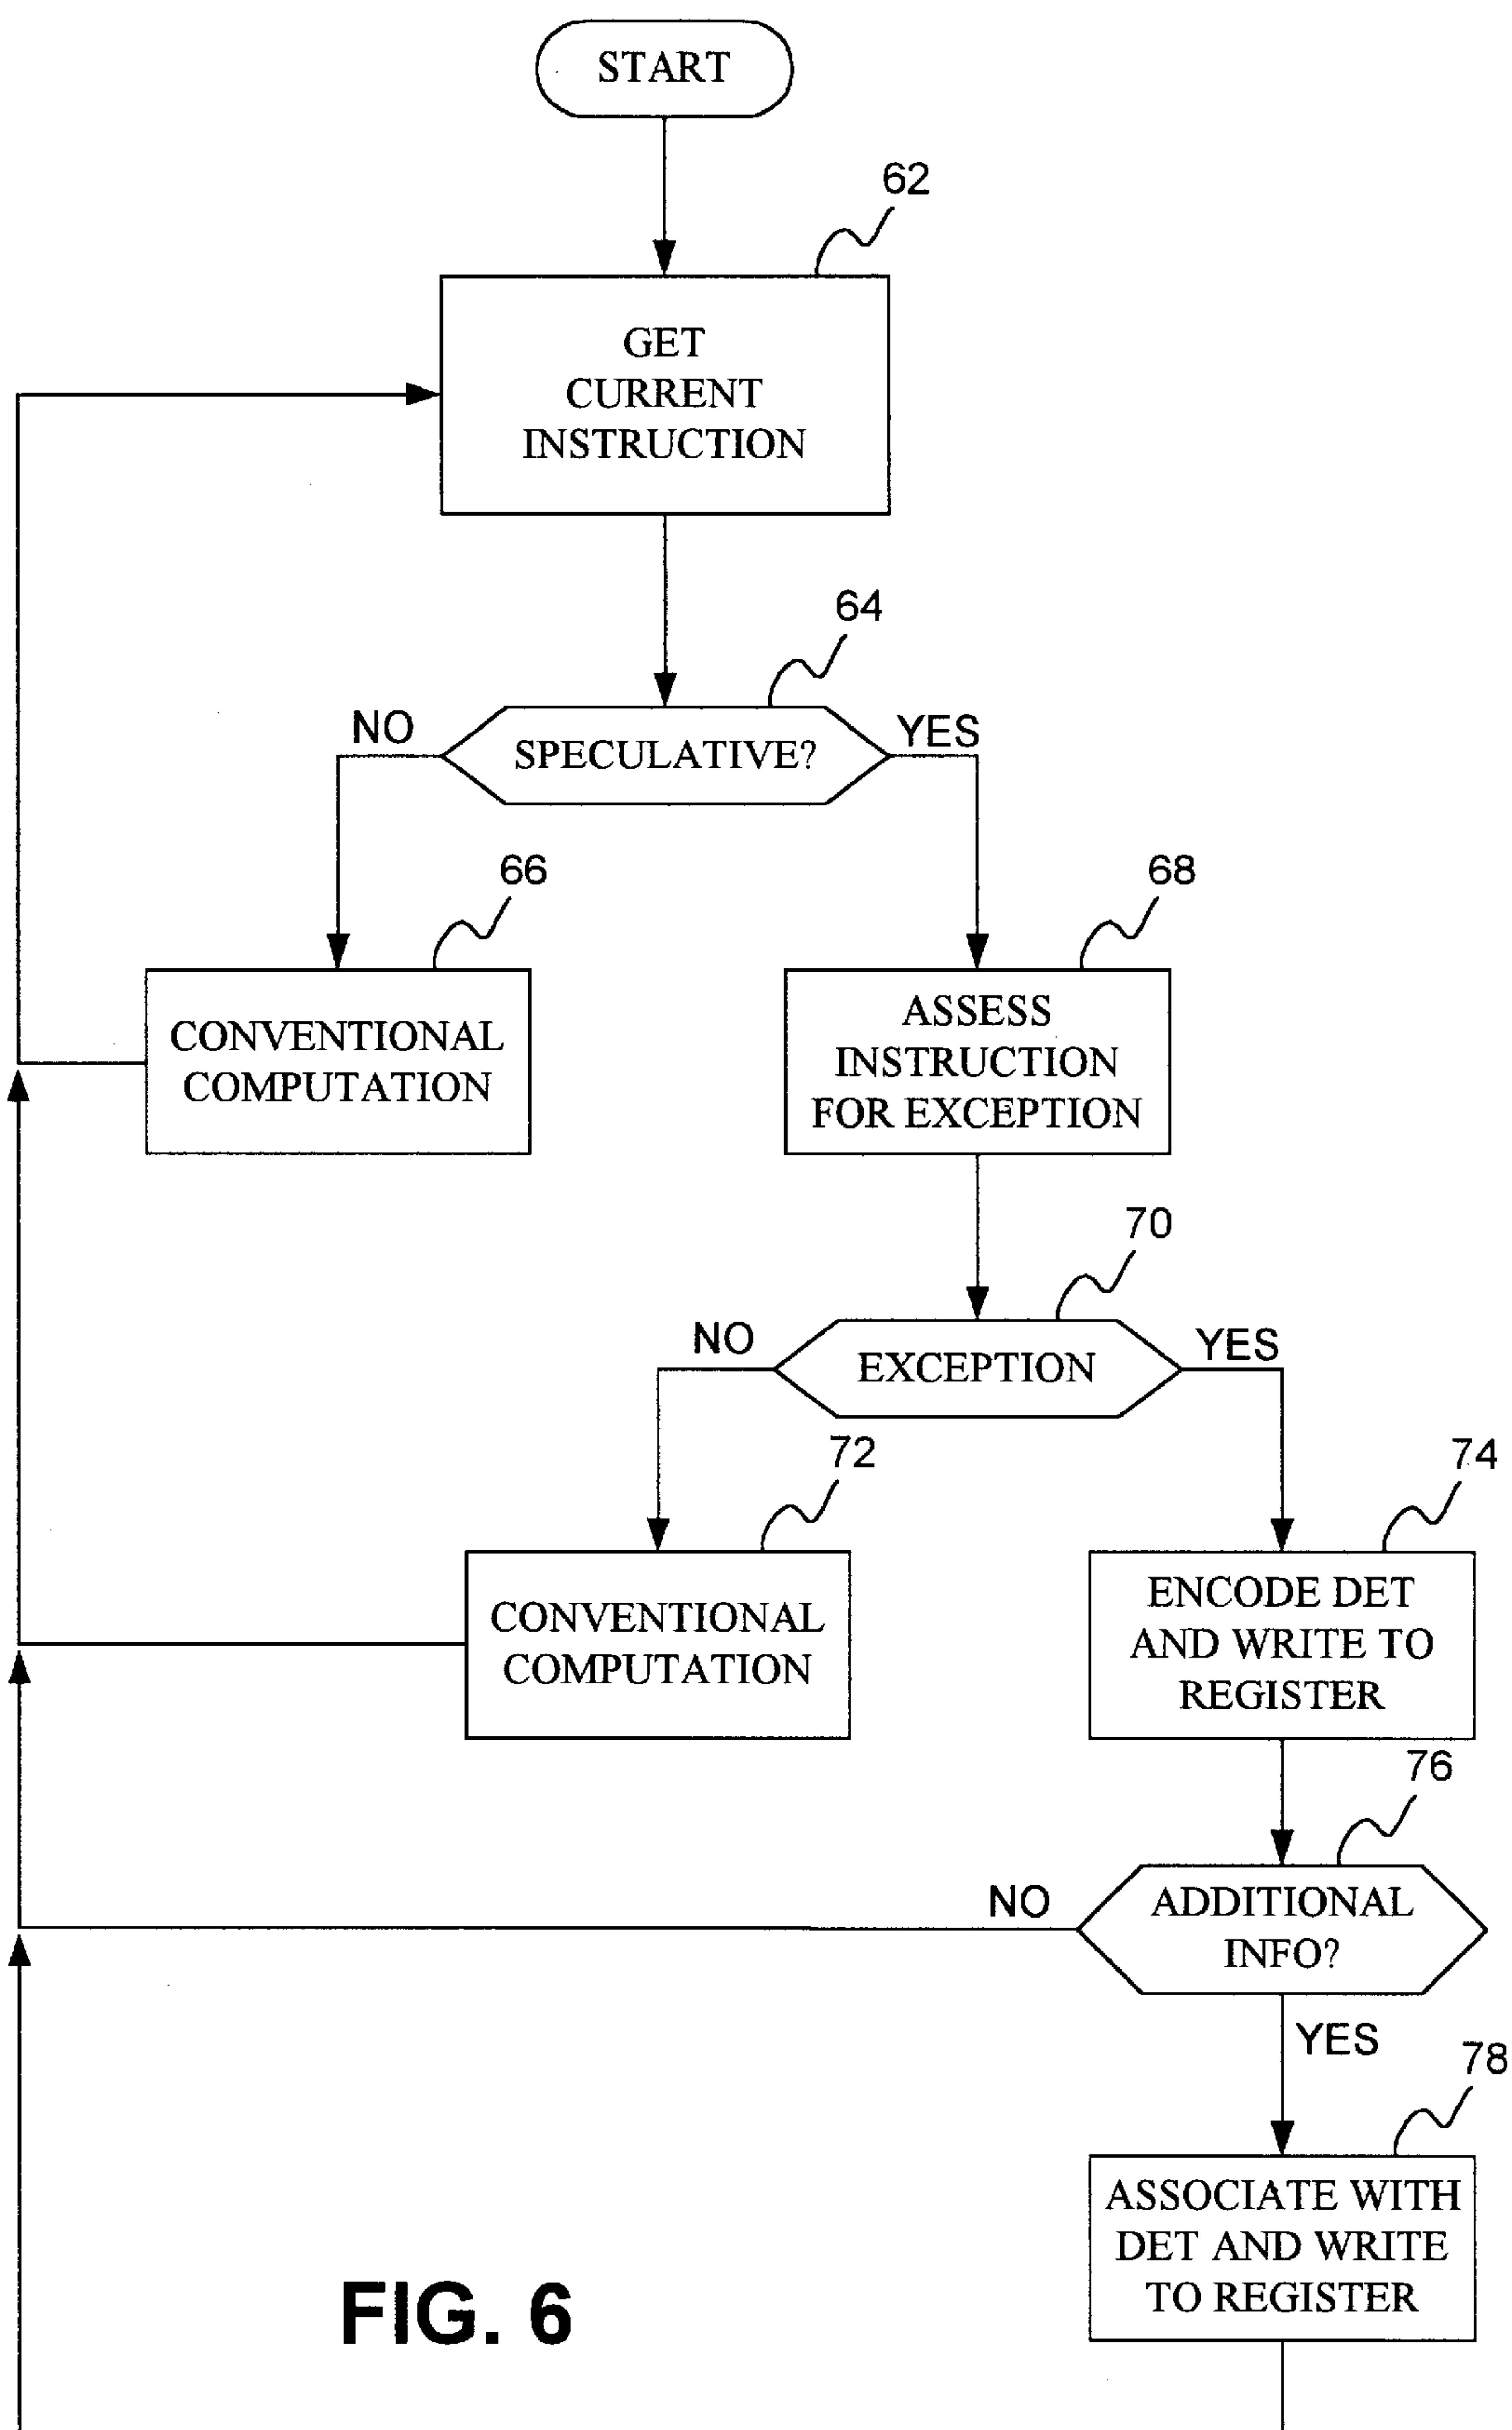 START
62
GET
CURRENT
INSTRUCTION
64
NO
SPECULATIVE?
YES
66
68
CONVENTIONAL
COMPUTATION
ASSESS
INSTRUCTION
FOR EXCEPTION
70
NO
EXCEPTION
YES
72
74
CONVENTIONAL
COMPUTATION
ENCODE DET
AND WRITE TO
REGISTER
76
NO
ADDITIONAL
INFO?
YES
78
ASSOCIATE WITH
DET AND WRITE
TO REGISTER
FIG. 6